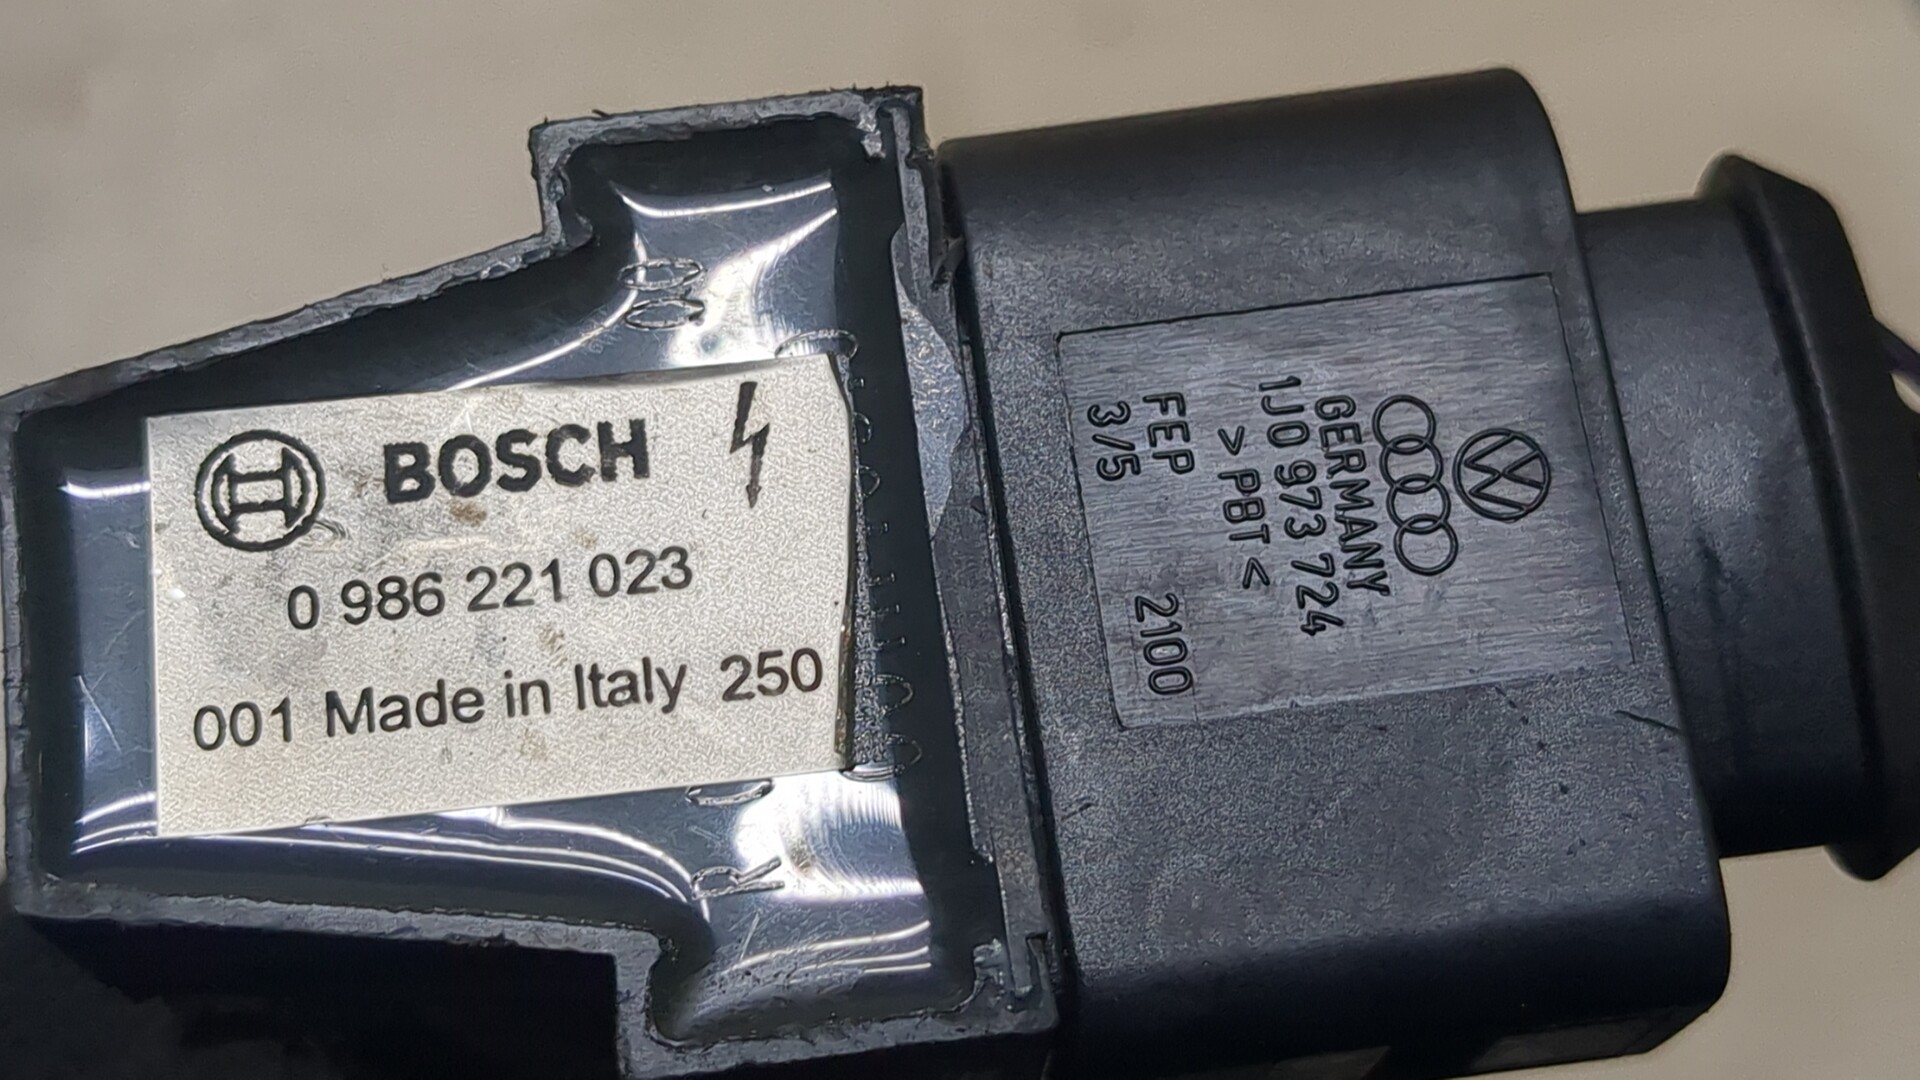 BOSCH
0 986 221 023
001 Made in Italy 250
GERMANY
1J0 973 724
>PBT<
FEP 2100
3/5